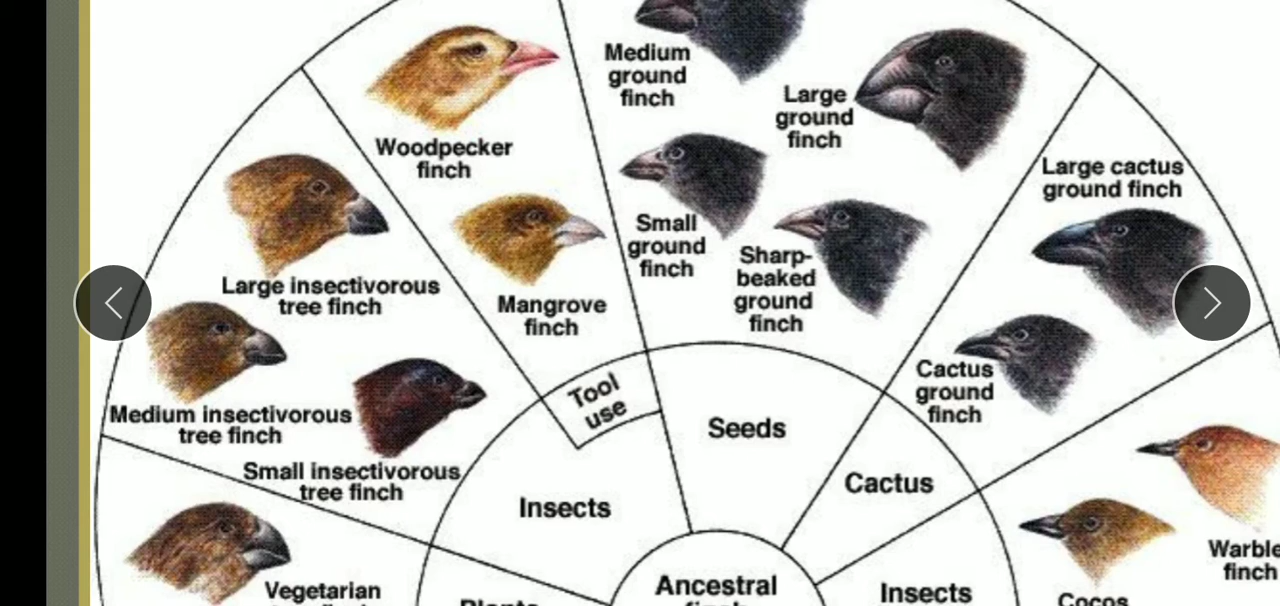 Medium
ground
finch
Large
ground
finch
Woodpecker
finch
Large cactus
ground finch
Small
ground
finch
Sharp-
beaked
ground
finch
Large insectivorous
tree finch
Mangrove
finch
Cactus
ground
finch
Medium insectivorous
tree finch
Tool
use
Seeds
Small insectivorous
tree finch
Cactus
Insects
Warble
finch
Vegetarian
Ancestral
Insects
Cocos
Plants